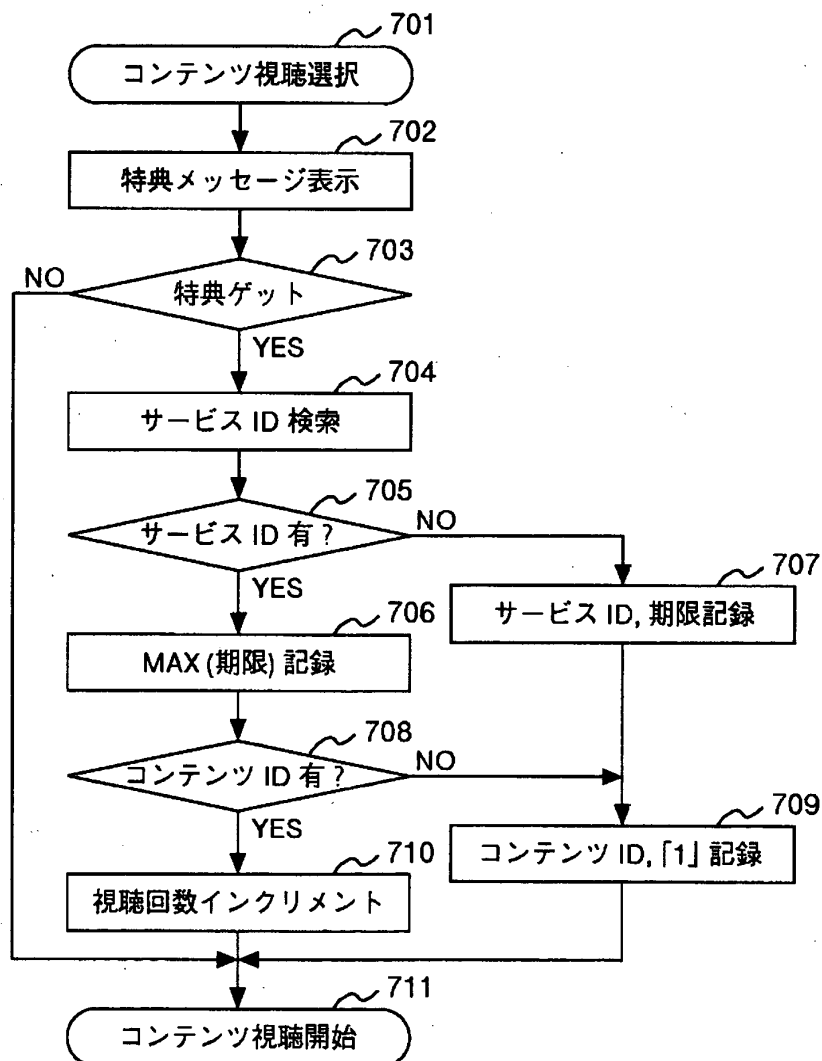 701
コンテンツ視聴選択
702
特典メッセージ表示
703
特典ゲット
NO
YES
704
サービス ID 検索
705
サービス ID 有 ?
NO
YES
706
MAX (期限) 記録
707
サービス ID, 期限記録
708
コンテンツ ID 有 ?
NO
YES
709
コンテンツ ID, 「1」 記録
710
視聴回数インクリメント
711
コンテンツ視聴開始